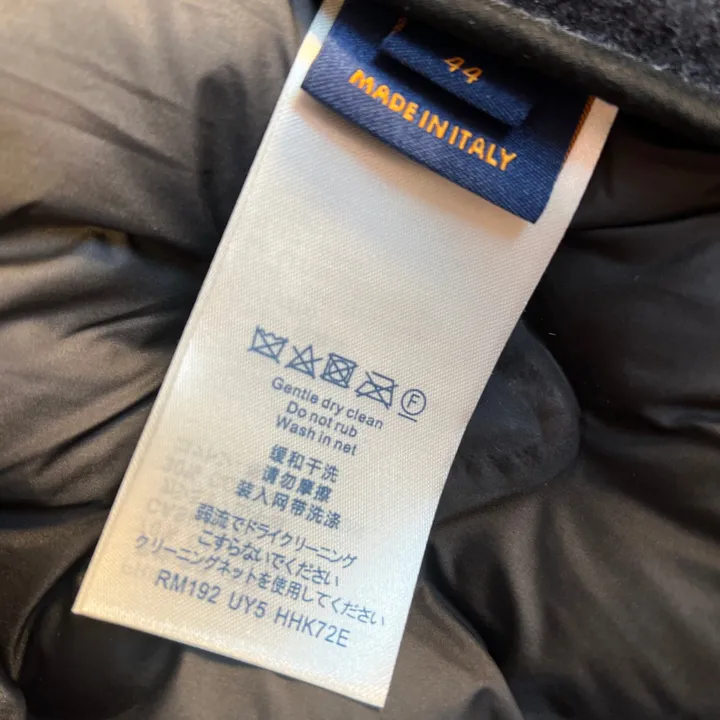 44
MADE IN ITALY
F
Gentle dry clean
Do not rub
Wash in net
缓和干洗
请勿摩擦
装入网带洗涤
弱流でドライクリーニング
こすらないでください
クリーニングネットを使用してください
RM192 UY5 HHK72E